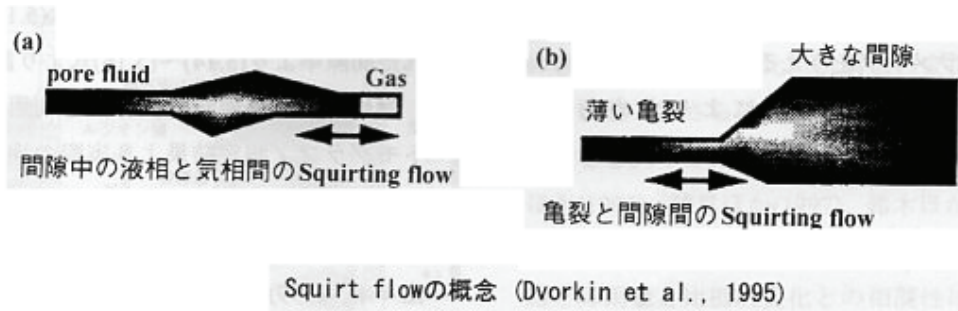 (a)
pore fluid
Gas
間隙中の液相と気相間のSquirting flow
(b)
大きな間隙
薄い亀裂
亀裂と間隙間のSquirting flow
Squirt flowの概念 (Dvorkin et al., 1995)